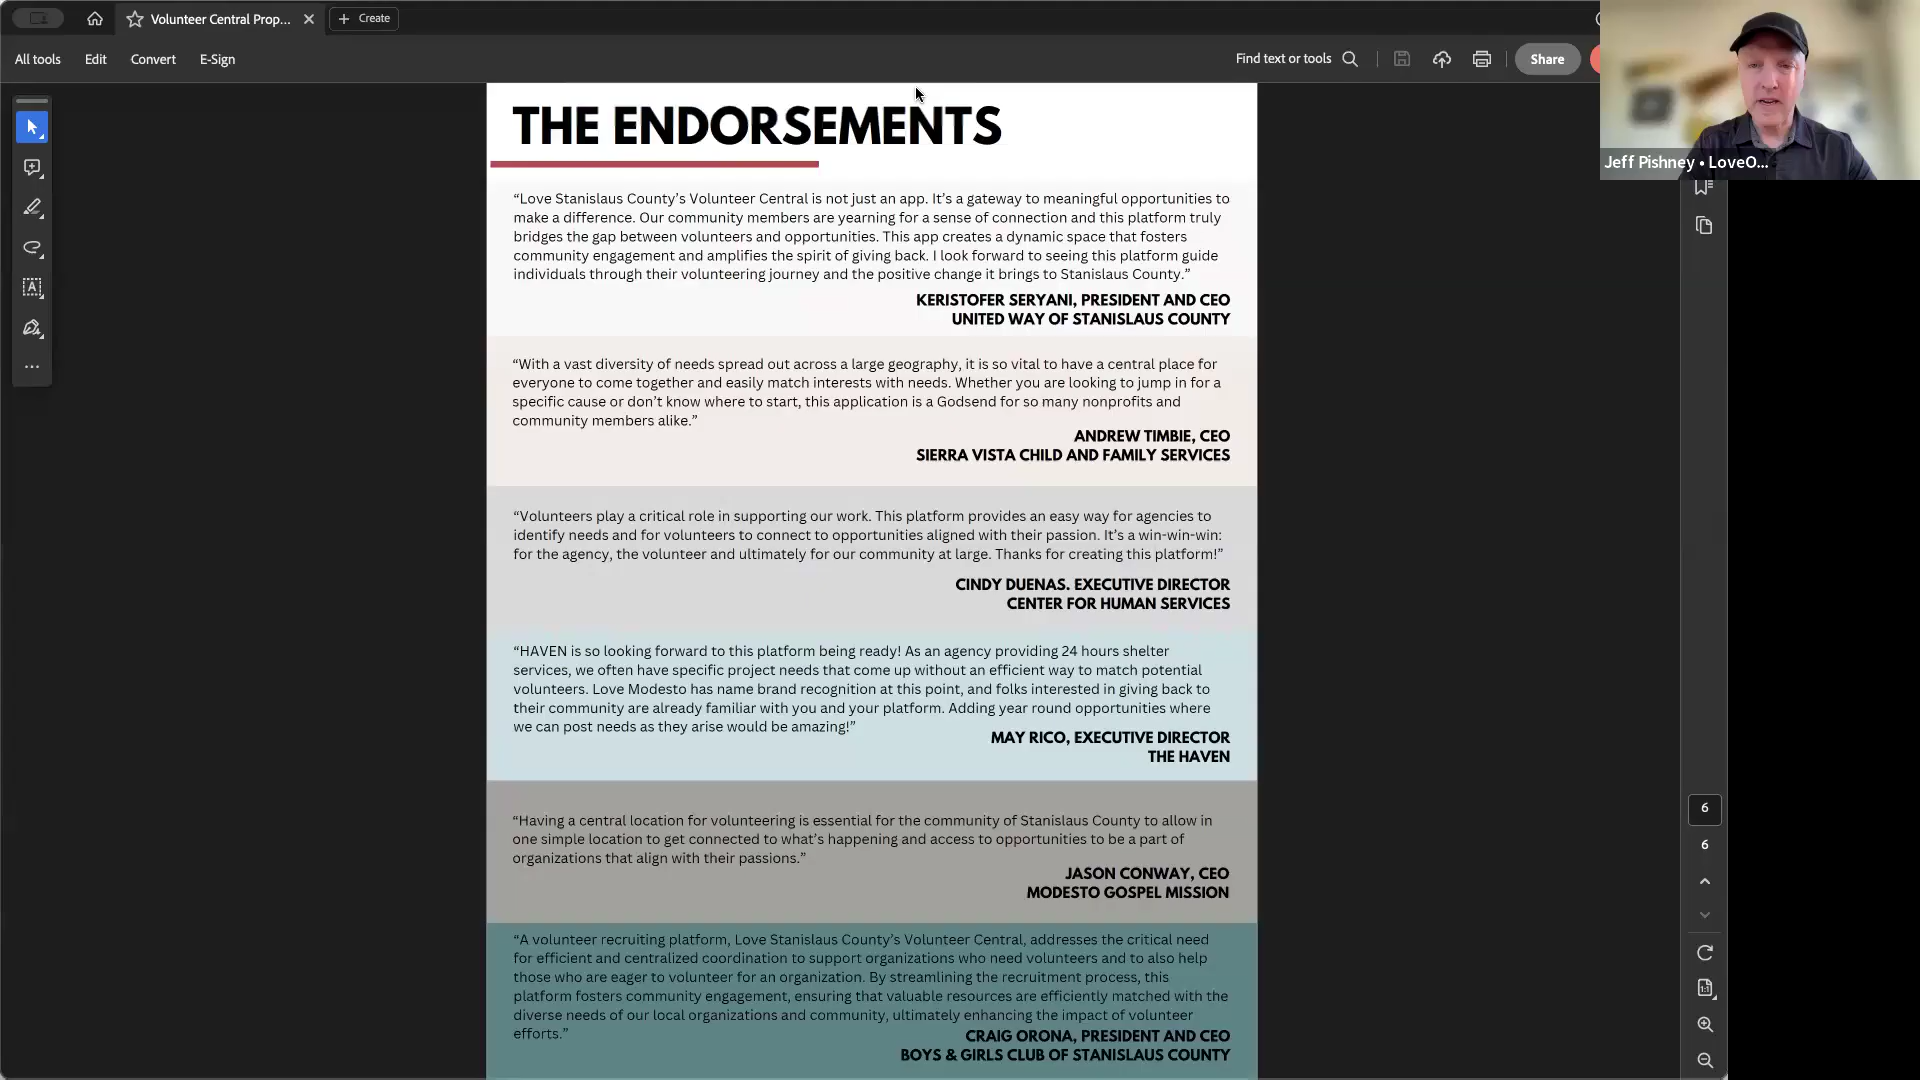 Volunteer Central Prop...
Create
All tools
Edit
Convert
E-Sign
Find text or tools
Share
Jeff Pishney • LoveO...
THE ENDORSEMENTS
“Love Stanislaus County’s Volunteer Central is not just an app. It’s a gateway to meaningful opportunities to
make a difference. Our community members are yearning for a sense of connection and this platform truly
bridges the gap between volunteers and opportunities. This app creates a dynamic space that fosters
community engagement and amplifies the spirit of giving back. I look forward to seeing this platform guide
individuals through their volunteering journey and the positive change it brings to Stanislaus County.”
KERISTOFER SERYANI, PRESIDENT AND CEO
UNITED WAY OF STANISLAUS COUNTY
“With a vast diversity of needs spread out across a large geography, it is so vital to have a central place for
everyone to come together and easily match interests with needs. Whether you are looking to jump in for a
specific cause or don’t know where to start, this application is a Godsend for so many nonprofits and
community members alike.”
ANDREW TIMBIE, CEO
SIERRA VISTA CHILD AND FAMILY SERVICES
“Volunteers play a critical role in supporting our work. This platform provides an easy way for agencies to
identify needs and for volunteers to connect to opportunities aligned with their passion. It’s a win-win-win:
for the agency, the volunteer and ultimately for our community at large. Thanks for creating this platform!”
CINDY DUENAS. EXECUTIVE DIRECTOR
CENTER FOR HUMAN SERVICES
“HAVEN is so looking forward to this platform being ready! As an agency providing 24 hours shelter
services, we often have specific project needs that come up without an efficient way to match potential
volunteers. Love Modesto has name brand recognition at this point, and folks interested in giving back to
their community are already familiar with you and your platform. Adding year round opportunities where
we can post needs as they arise would be amazing!”
MAY RICO, EXECUTIVE DIRECTOR
THE HAVEN
“Having a central location for volunteering is essential for the community of Stanislaus County to allow in
one simple location to get connected to what’s happening and access to opportunities to be a part of
organizations that align with their passions.”
JASON CONWAY, CEO
MODESTO GOSPEL MISSION
“A volunteer recruiting platform, Love Stanislaus County’s Volunteer Central, addresses the critical need
for efficient and centralized coordination to support organizations who need volunteers and to also help
those who are eager to volunteer for an organization. By streamlining the recruitment process, this
platform fosters community engagement, ensuring that valuable resources are efficiently matched with the
diverse needs of our local organizations and community, ultimately enhancing the impact of volunteer
efforts.”
CRAIG ORONA, PRESIDENT AND CEO
BOYS & GIRLS CLUB OF STANISLAUS COUNTY
6
6
1:1